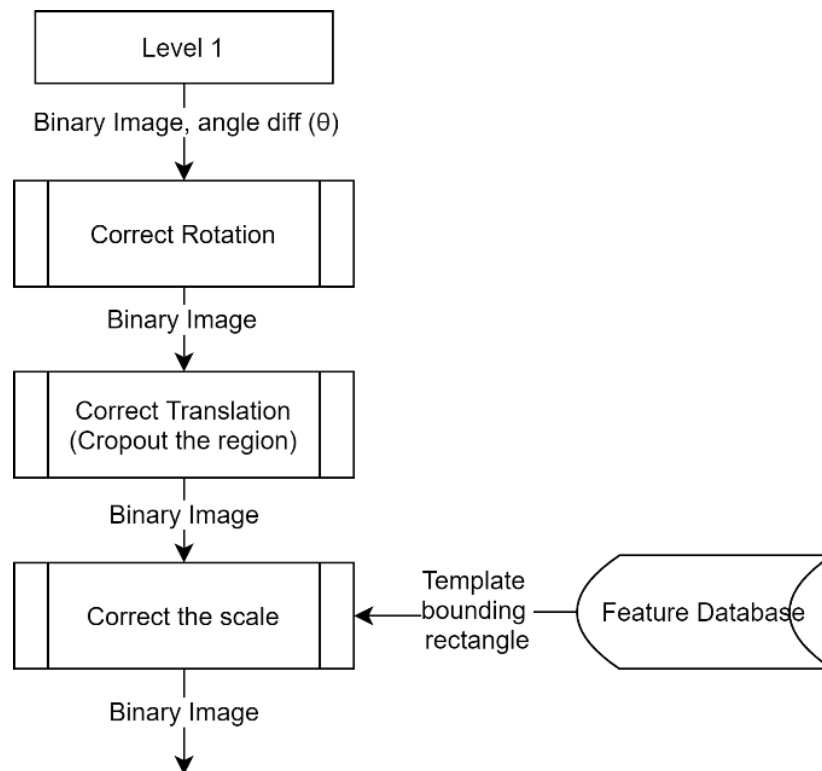 Level 1
Binary Image, angle diff (θ)
Correct Rotation
Binary Image
Correct Translation
(Cropout the region)
Binary Image
Correct the scale
Template
bounding
rectangle
Feature Database
Binary Image